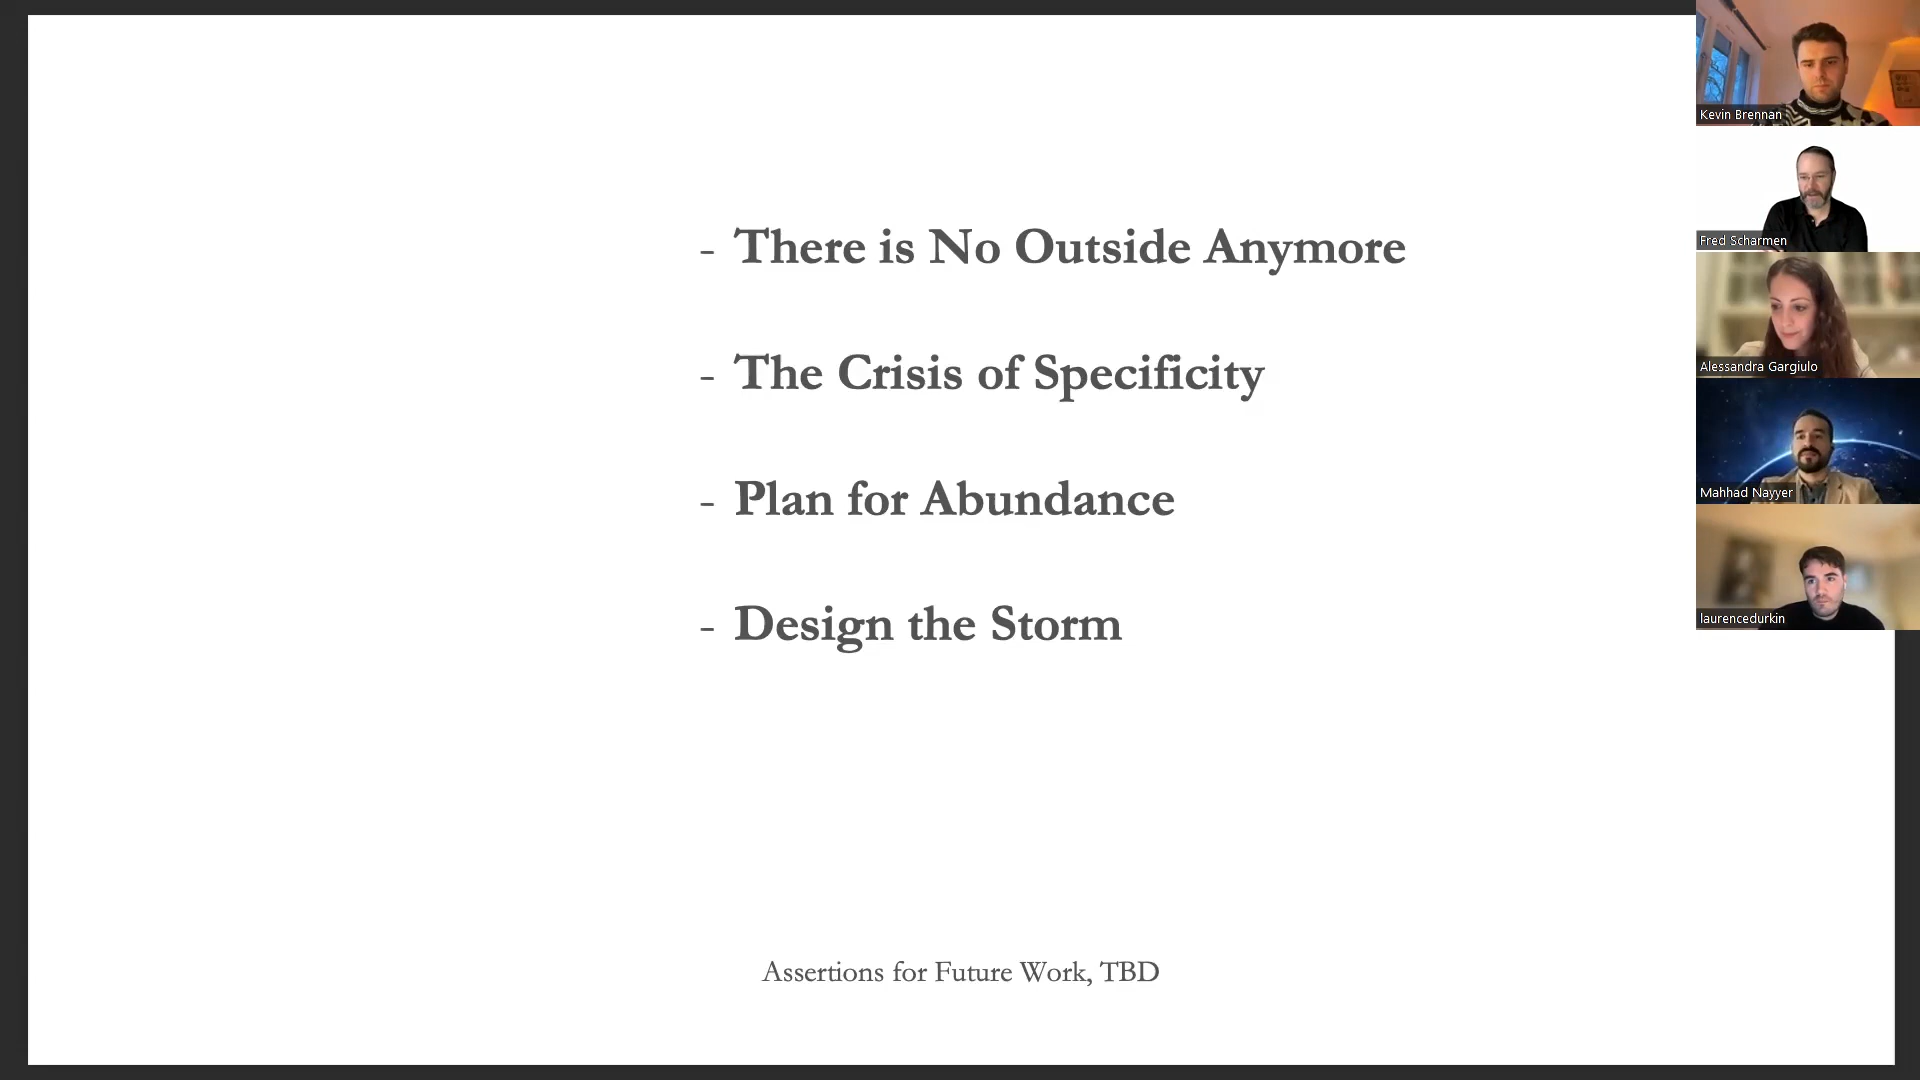 - There is No Outside Anymore
- The Crisis of Specificity
- Plan for Abundance
- Design the Storm
Assertions for Future Work, TBD
Kevin Brennan
Fred Scharmen
Alessandra Gargiulo
Mahhad Nayyer
laurencedurkin